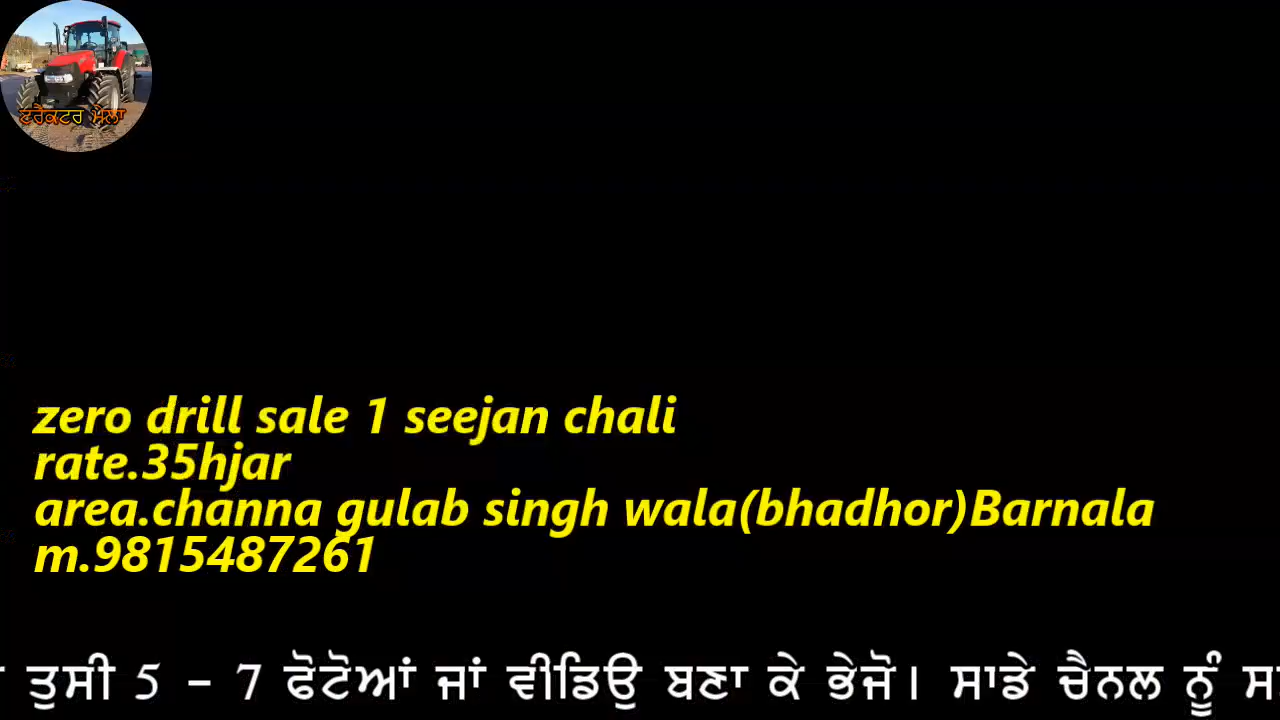 ਟਰੈਕਟਰ ਮੇਲਾ
zero drill sale 1 seejan chali
rate.35hjar
area.channa gulab singh wala(bhadhor)Barnala
m.9815487261
ਤੁਸੀ 5 - 7 ਫੋਟੋਆਂ ਜਾਂ ਵੀਡਿਉ ਬਣਾ ਕੇ ਭੇਜੋ। ਸਾਡੇ ਚੈਨਲ ਨੂੰ